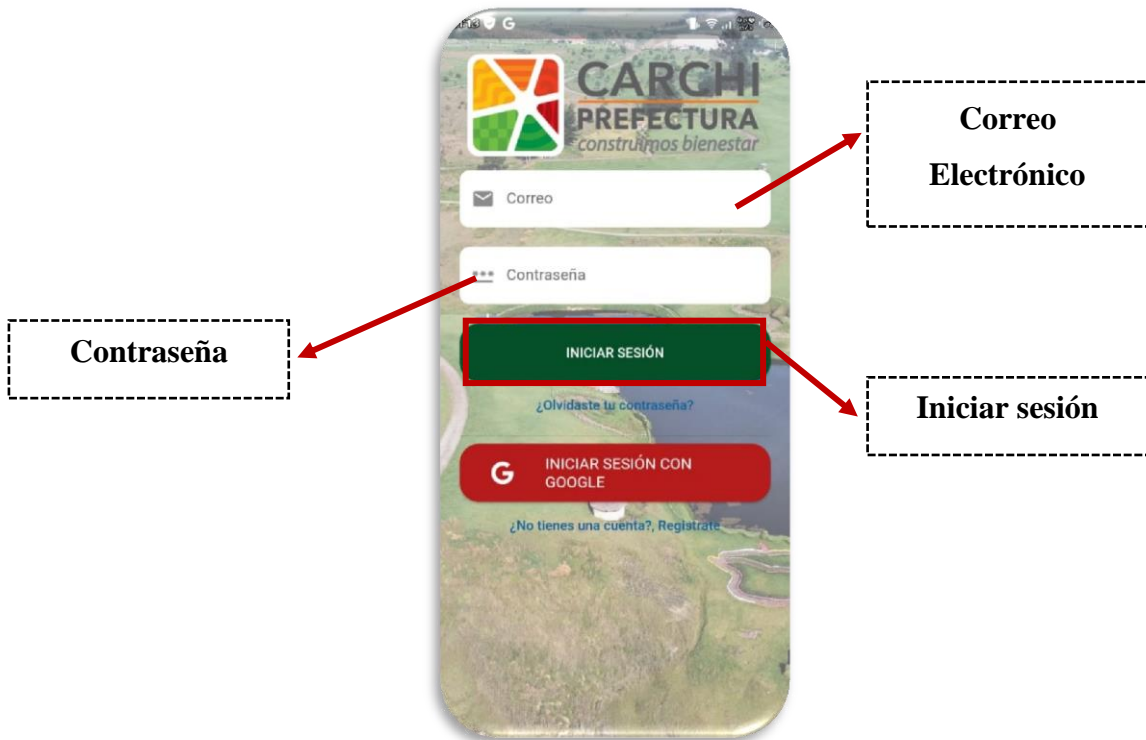 G
CARCHI
PREFECTURA
construimos bienestar
Correo
Electrónico
Correo
Contraseña
Contraseña
INICIAR SESIÓN
Iniciar sesión
¿Olvidaste tu contraseña?
G
INICIAR SESIÓN CON
GOOGLE
¿No tienes una cuenta?, Registrate